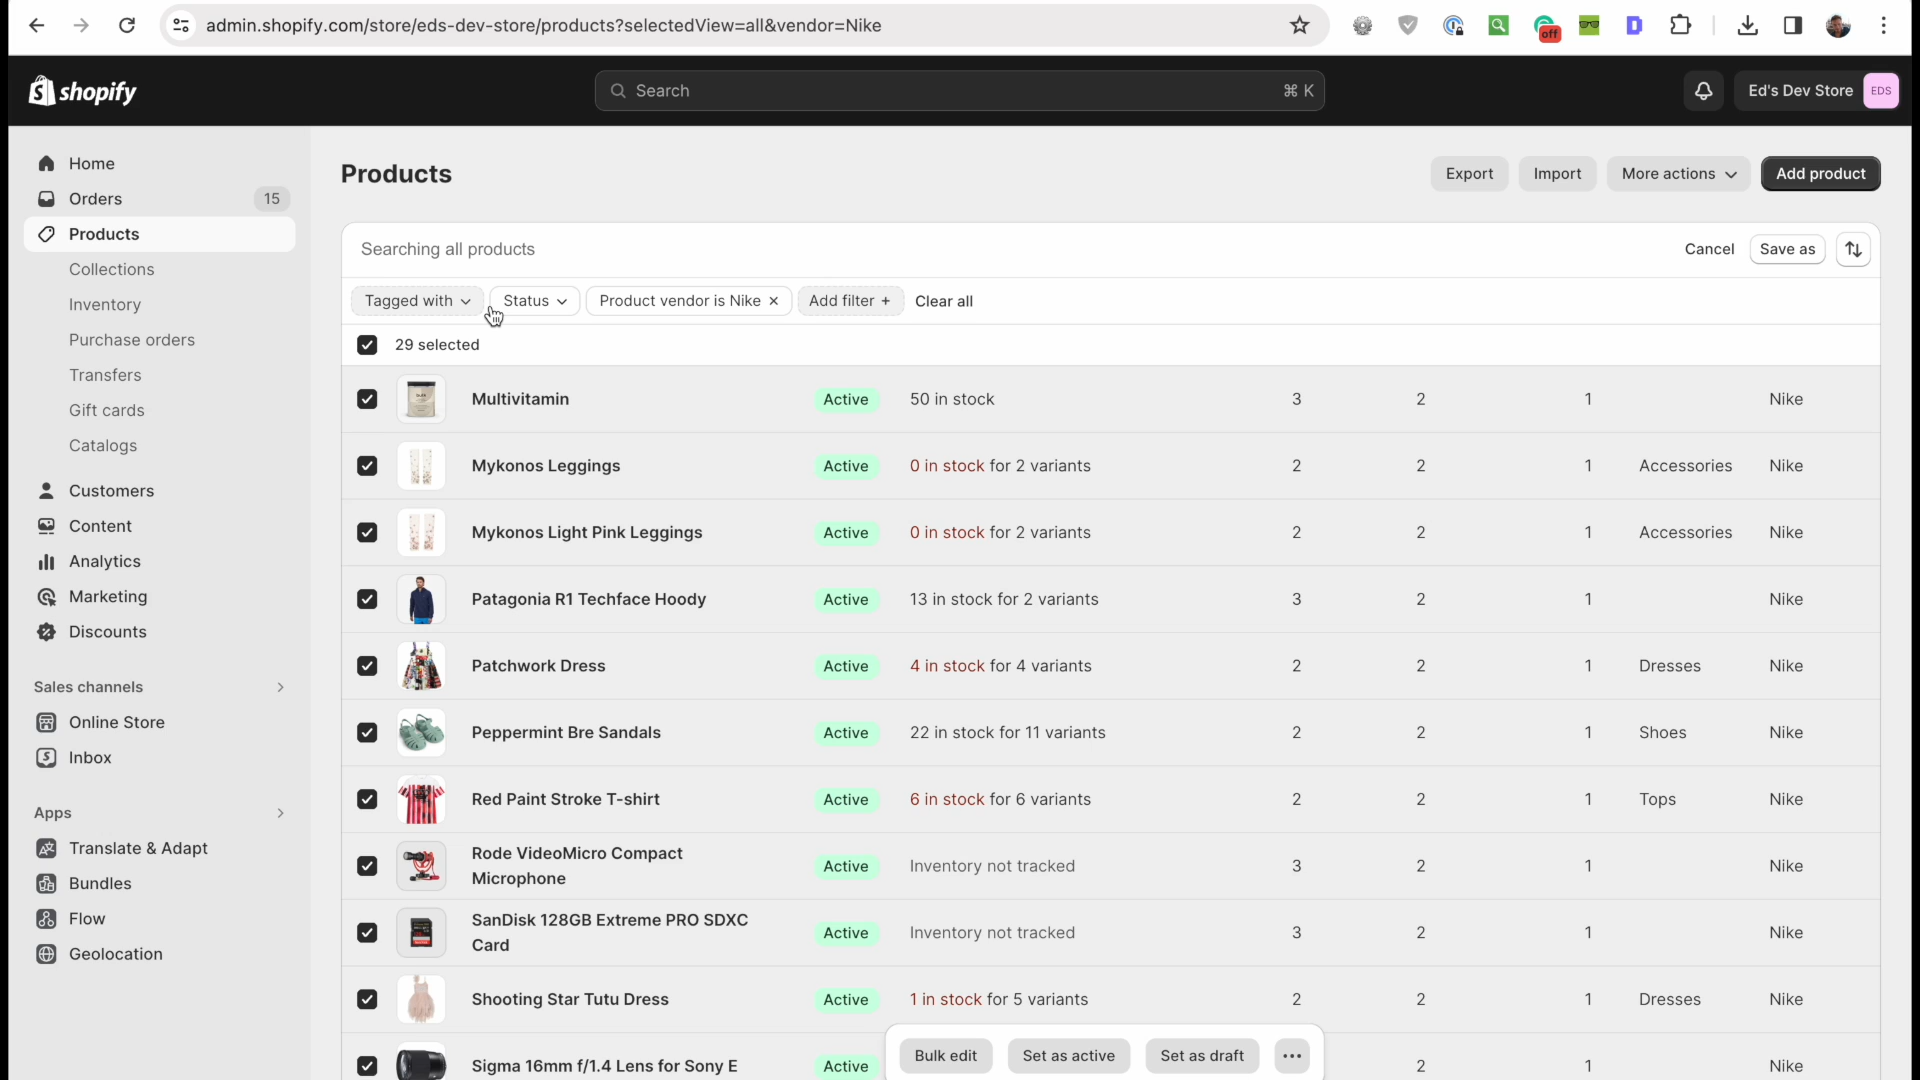 admin.shopify.com/store/eds-dev-store/products?selectedView=all&vendor=Nike
off
shopify
Search
⌘ K
Ed's Dev Store
EDS
Home
Orders
15
Products
Collections
Inventory
Purchase orders
Transfers
Gift cards
Catalogs
Customers
Content
Analytics
Marketing
Discounts
Sales channels
Online Store
Inbox
Apps
Translate & Adapt
Bundles
Flow
Geolocation
Products
Export
Import
More actions
Add product
Searching all products
Cancel
Save as
Tagged with
Status
Product vendor is Nike ×
Add filter +
Clear all
29 selected
Multivitamin Active 50 in stock 3 2 1 Nike
Mykonos Leggings Active 0 in stock for 2 variants 2 2 1 Accessories Nike
Mykonos Light Pink Leggings Active 0 in stock for 2 variants 2 2 1 Accessories Nike
Patagonia R1 Techface Hoody Active 13 in stock for 2 variants 3 2 1 Nike
Patchwork Dress Active 4 in stock for 4 variants 2 2 1 Dresses Nike
Peppermint Bre Sandals Active 22 in stock for 11 variants 2 2 1 Shoes Nike
Red Paint Stroke T-shirt Active 6 in stock for 6 variants 2 2 1 Tops Nike
Rode VideoMicro Compact
Microphone
Active Inventory not tracked 3 2 1 Nike
SanDisk 128GB Extreme PRO SDXC
Card
Active Inventory not tracked 3 2 1 Nike
Shooting Star Tutu Dress Active 1 in stock for 5 variants 2 2 1 Dresses Nike
Sigma 16mm f/1.4 Lens for Sony E Active 2 1 Nike
Bulk edit
Set as active
Set as draft